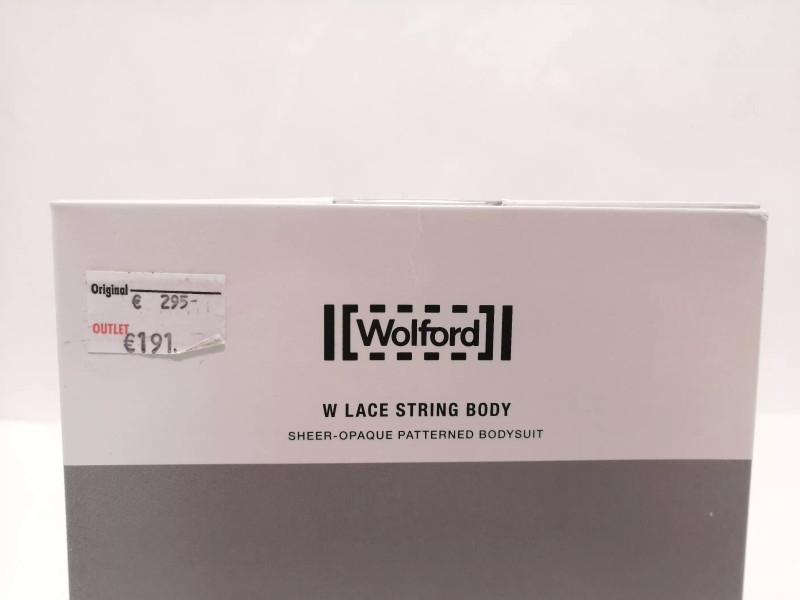 Original
€ 295-
OUTLET
€191.
Wolford
W LACE STRING BODY
SHEER-OPAQUE PATTERNED BODYSUIT